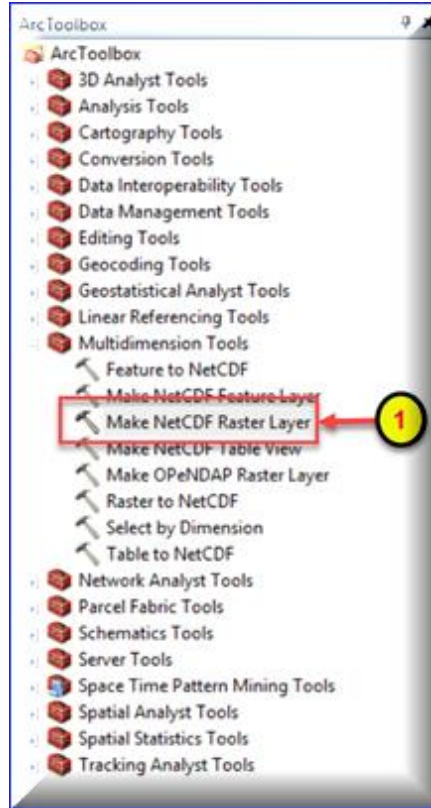 ArcToolbox
ArcToolbox
3D Analyst Tools
Analysis Tools
Cartography Tools
Conversion Tools
Data Interoperability Tools
Data Management Tools
Editing Tools
Geocoding Tools
Geostatistical Analyst Tools
Linear Referencing Tools
Multidimension Tools
Feature to NetCDF
Make NetCDF Feature Layer
Make NetCDF Raster Layer 1
Make NetCDF Table View
Make OPeNDAP Raster Layer
Raster to NetCDF
Select by Dimension
Table to NetCDF
Network Analyst Tools
Parcel Fabric Tools
Schematics Tools
Server Tools
Space Time Pattern Mining Tools
Spatial Analyst Tools
Spatial Statistics Tools
Tracking Analyst Tools